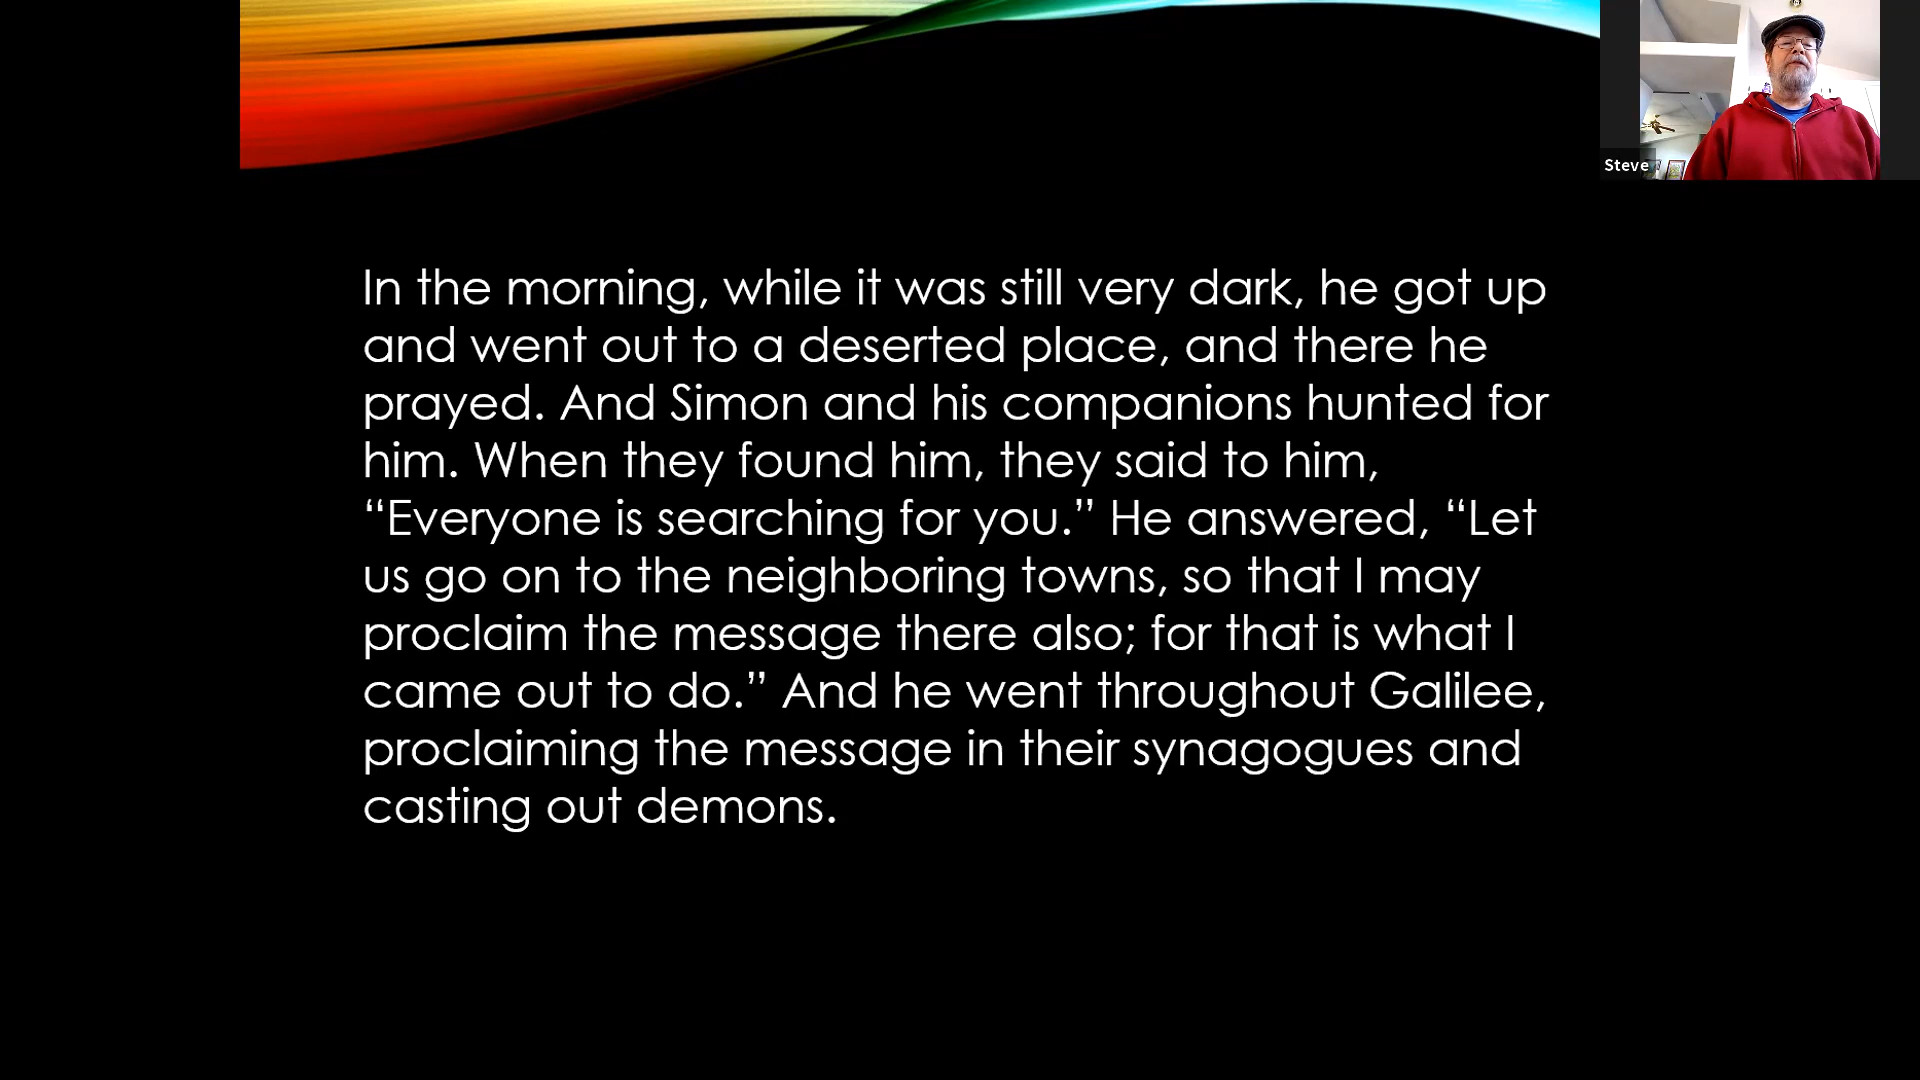 Steve
In the morning, while it was still very dark, he got up
and went out to a deserted place, and there he
prayed. And Simon and his companions hunted for
him. When they found him, they said to him,
“Everyone is searching for you.” He answered, “Let
us go on to the neighboring towns, so that I may
proclaim the message there also; for that is what I
came out to do.” And he went throughout Galilee,
proclaiming the message in their synagogues and
casting out demons.